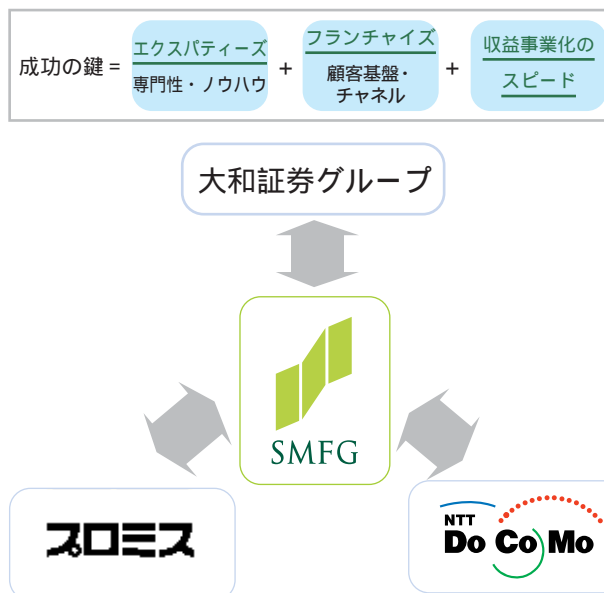 成功の鍵＝
エクスパティーズ
専門性・ノウハウ
+
フランチャイズ
顧客基盤・
チャネル
+
収益事業化の
スピード
大和証券グループ
SMFG
プロミス
NTT
DoCoMo